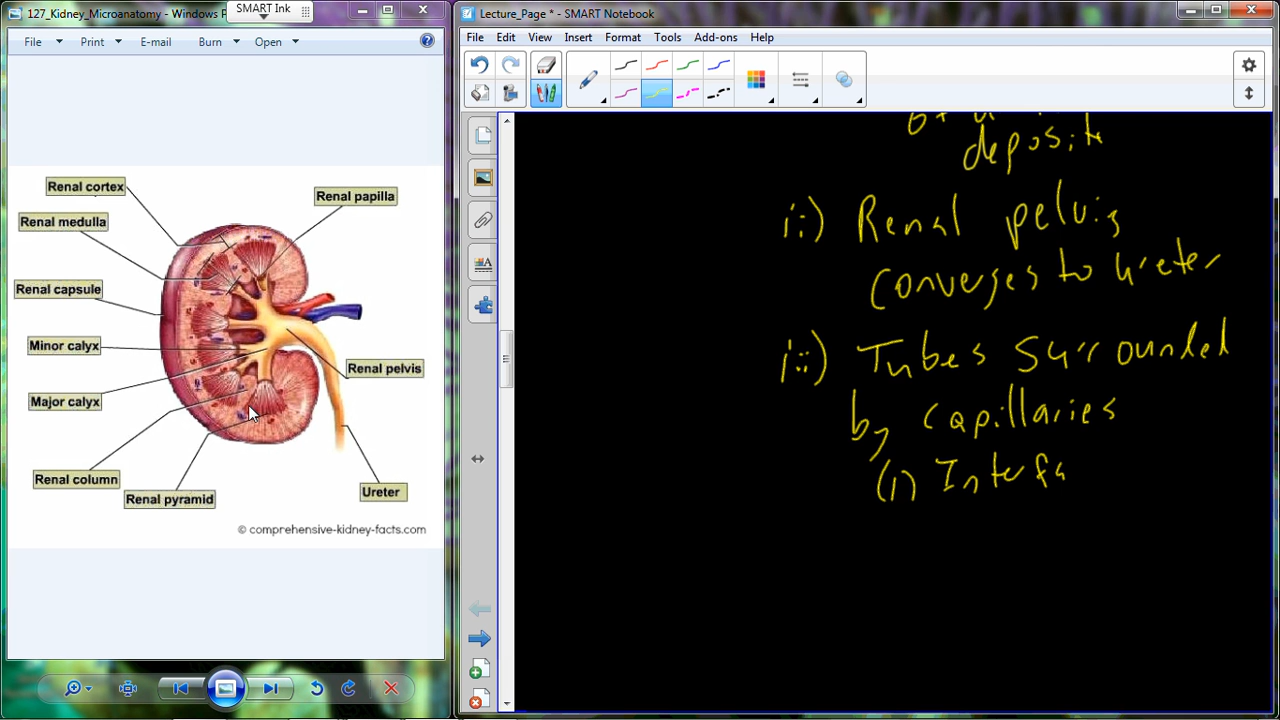 127_Kidney_Microanatomy - Windows P
SMART Ink
File Print E-mail Burn Open
Renal cortex
Renal papilla
Renal medulla
Renal capsule
Minor calyx
Renal pelvis
Major calyx
Renal column
Renal pyramid
Ureter
© comprehensive-kidney-facts.com
Lecture_Page * - SMART Notebook
File Edit View Insert Format Tools Add-ons Help
deposite
ii) Renal pelvis
converges to ureter
iii) Tubes surrounded
by capillaries
(1) Interfa